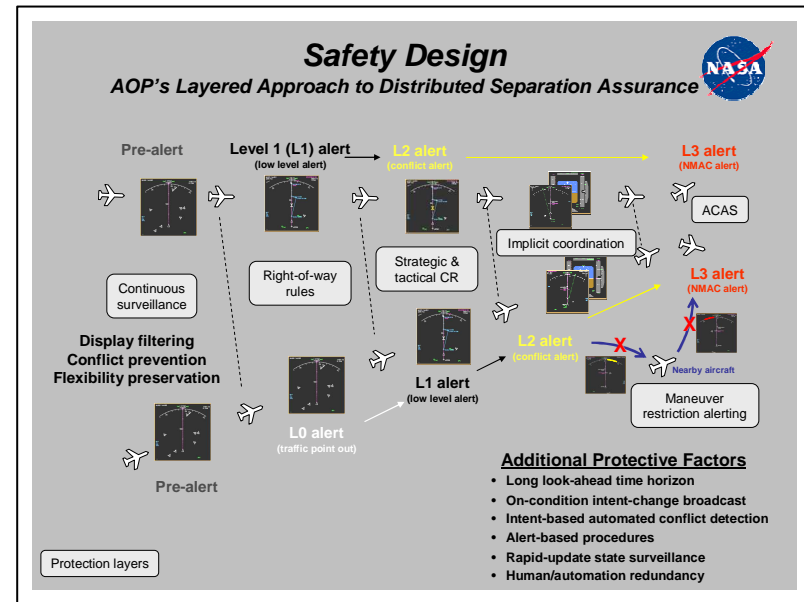 Safety Design
AOP's Layered Approach to Distributed Separation Assurance
NASA
Pre-alert
Level 1 (L1) alert
(low level alert)
L2 alert
(conflict alert)
L3 alert
(NMAC alert)
ACAS
Continuous
surveillance
Right-of-way
rules
Strategic &
tactical CR
Implicit coordination
L3 alert
(NMAC alert)
Display filtering
Conflict prevention
Flexibility preservation
L2 alert
(conflict alert)
X
X
Nearby aircraft
L1 alert
(low level alert)
Maneuver
restriction alerting
L0 alert
(traffic point out)
Pre-alert
Additional Protective Factors
• Long look-ahead time horizon
• On-condition intent-change broadcast
• Intent-based automated conflict detection
• Alert-based procedures
• Rapid-update state surveillance
• Human/automation redundancy
Protection layers